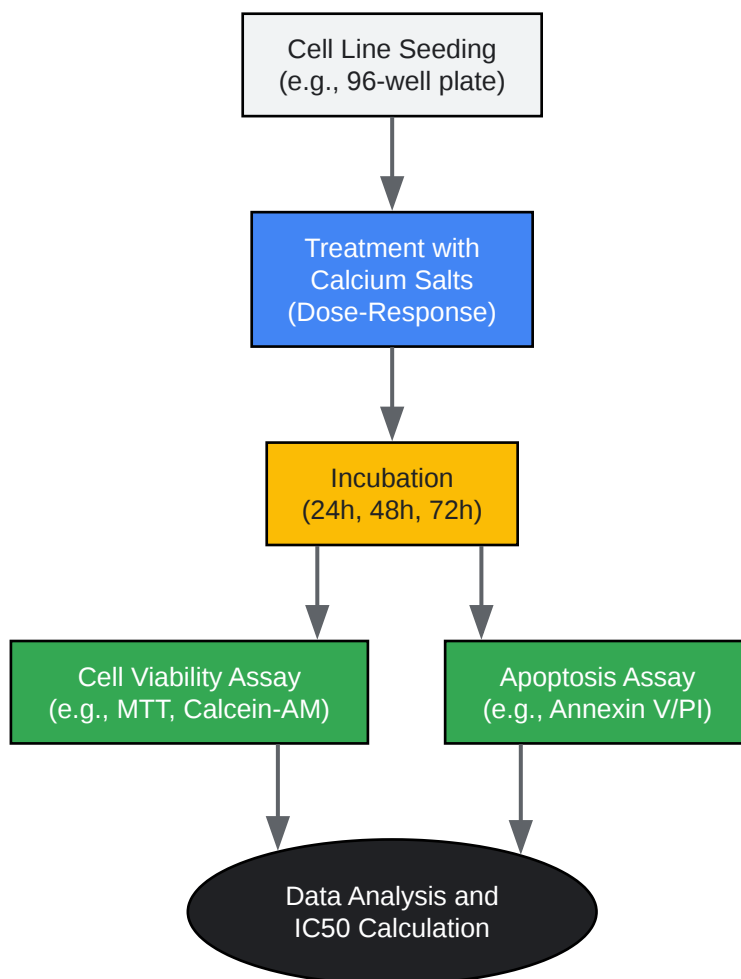 Cell Line Seeding
(e.g., 96-well plate)
Treatment with
Calcium Salts
(Dose-Response)
Incubation
(24h, 48h, 72h)
Cell Viability Assay
(e.g., MTT, Calcein-AM)
Apoptosis Assay
(e.g., Annexin V/PI)
Data Analysis and
IC50 Calculation